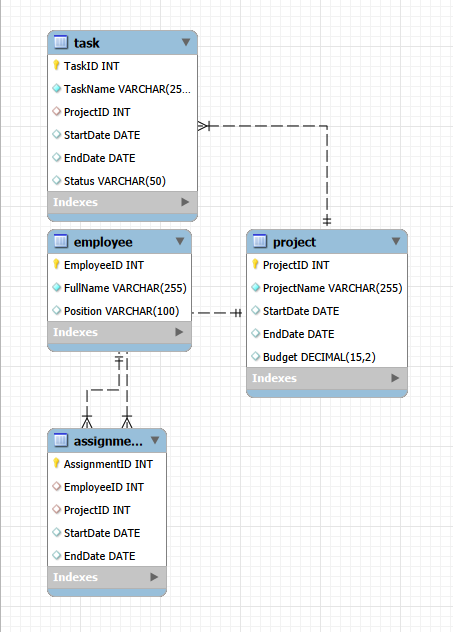 task
TaskID INT
TaskName VARCHAR(25...
ProjectID INT
StartDate DATE
EndDate DATE
Status VARCHAR(50)
Indexes
employee
EmployeeID INT
FullName VARCHAR(255)
Position VARCHAR(100)
Indexes
project
ProjectID INT
ProjectName VARCHAR(255)
StartDate DATE
EndDate DATE
Budget DECIMAL(15,2)
Indexes
assignme...
AssignmentID INT
EmployeeID INT
ProjectID INT
StartDate DATE
EndDate DATE
Indexes